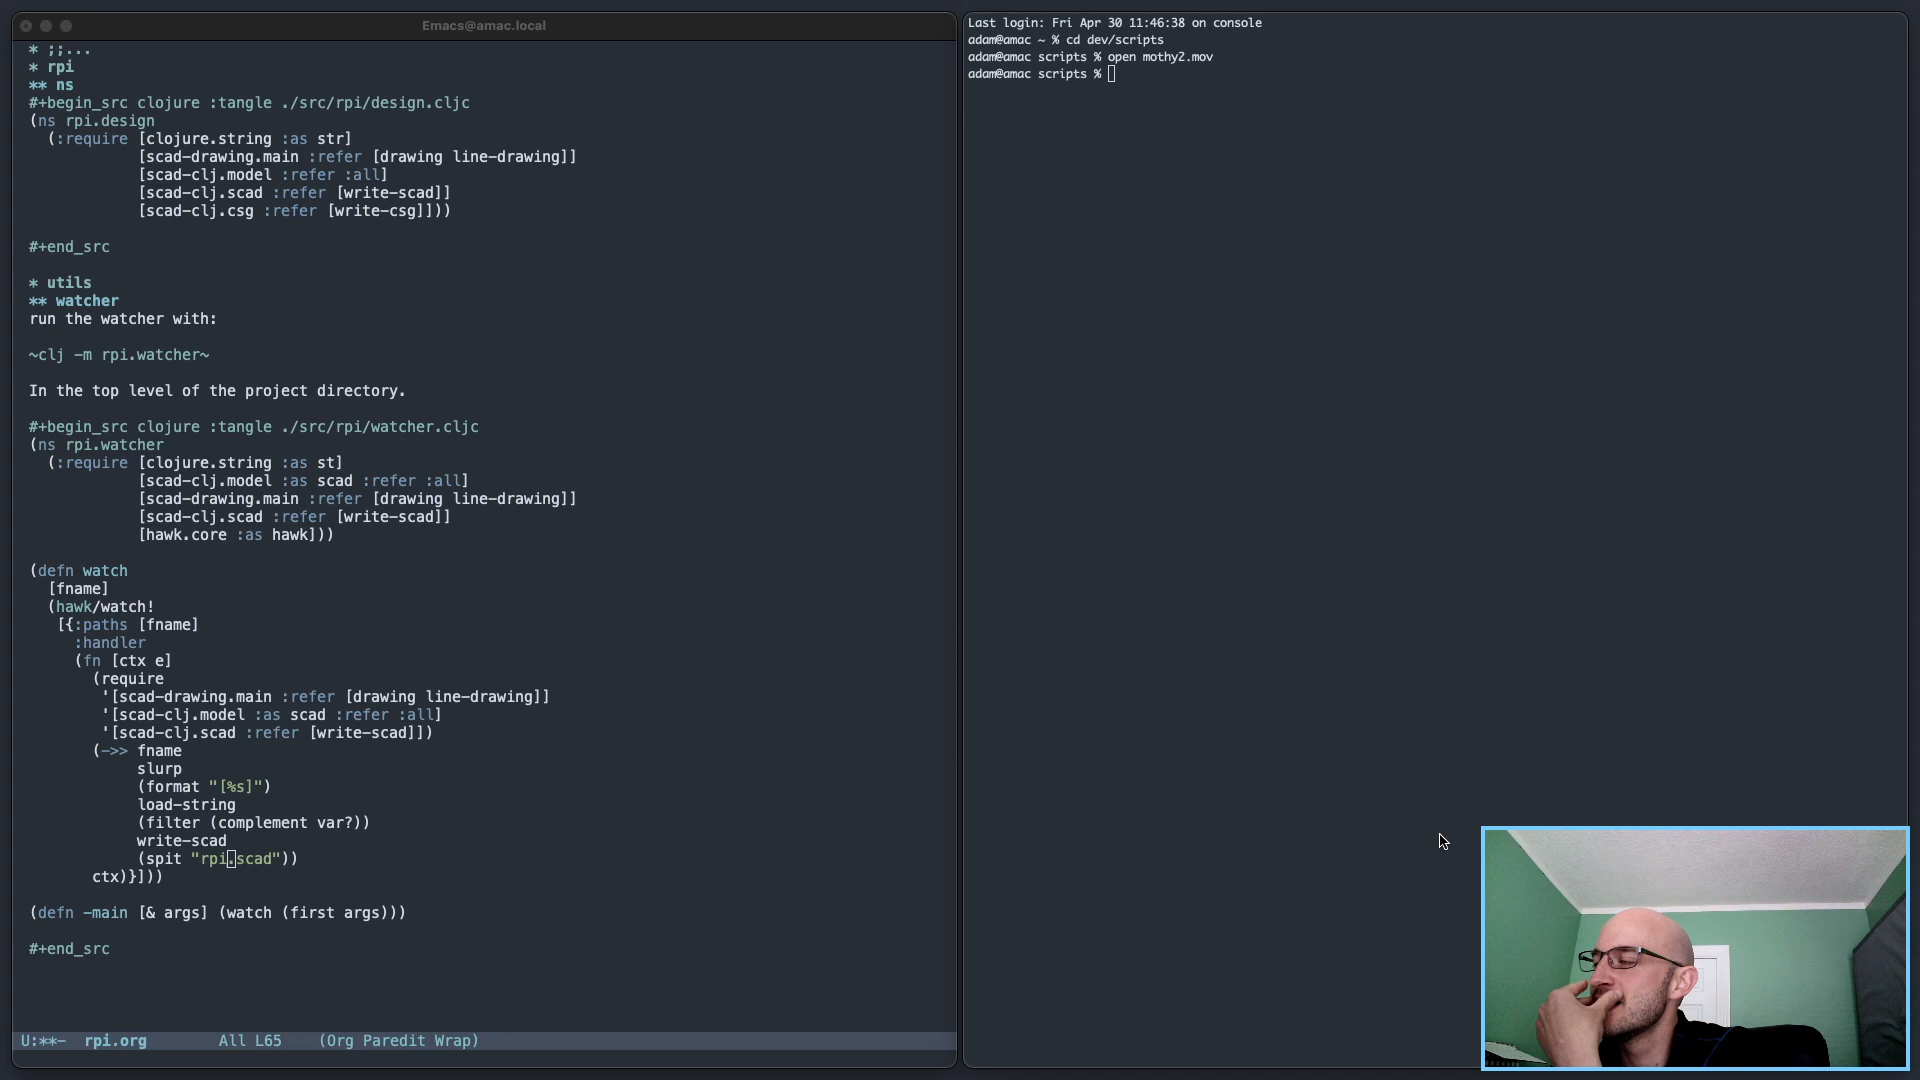 Emacs@amac.local
* ;;...
* rpi
** ns
#+begin_src clojure :tangle ./src/rpi/design.cljc
(ns rpi.design
  (:require [clojure.string :as str]
            [scad-drawing.main :refer [drawing line-drawing]]
            [scad-clj.model :refer :all]
            [scad-clj.scad :refer [write-scad]]
            [scad-clj.csg :refer [write-csg]]))
#+end_src
* utils
** watcher
run the watcher with:
~clj -m rpi.watcher~
In the top level of the project directory.
#+begin_src clojure :tangle ./src/rpi/watcher.cljc
(ns rpi.watcher
  (:require [clojure.string :as st]
            [scad-clj.model :as scad :refer :all]
            [scad-drawing.main :refer [drawing line-drawing]]
            [scad-clj.scad :refer [write-scad]]
            [hawk.core :as hawk]))
(defn watch
  [fname]
  (hawk/watch!
   [{:paths [fname]
     :handler
     (fn [ctx e]
       (require
        '[scad-drawing.main :refer [drawing line-drawing]]
        '[scad-clj.model :as scad :refer :all]
        '[scad-clj.scad :refer [write-scad]])
       (->> fname
            slurp
            (format "[%s]")
            load-string
            (filter (complement var?))
            write-scad
            (spit "rpi.scad"))
       ctx)}]))
(defn -main [& args] (watch (first args)))
#+end_src
U:**-  rpi.org        All L65    (Org Paredit Wrap)
Last login: Fri Apr 30 11:46:38 on console
adam@amac ~ % cd dev/scripts
adam@amac scripts % open mothy2.mov
adam@amac scripts %